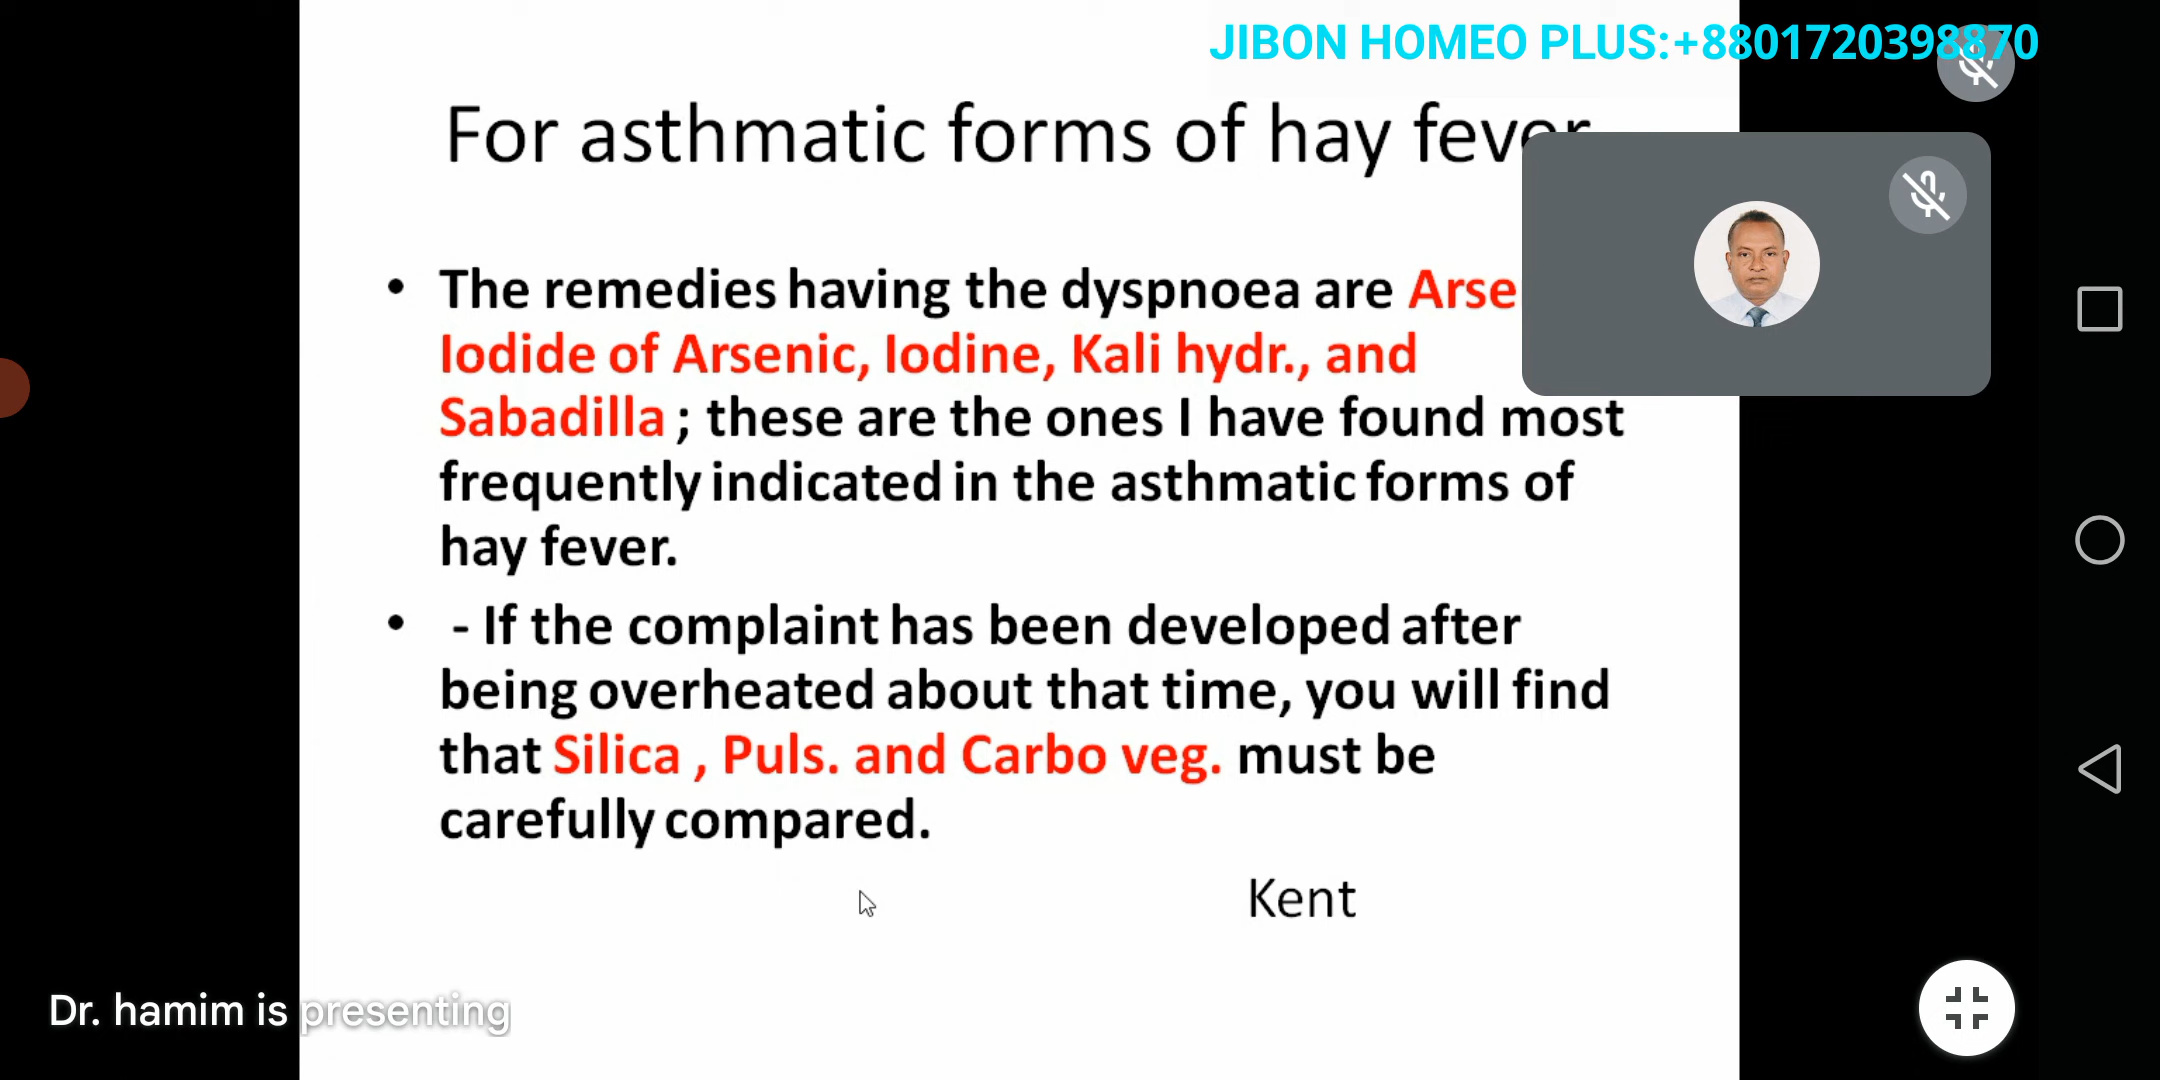 JIBON HOMEO PLUS:+8801720398870
For asthmatic forms of hay fever
• The remedies having the dyspnoea are
Iodide of Arsenic, Iodine, Kali hydr., and
Sabadilla ; these are the ones I have found most
frequently indicated in the asthmatic forms of
hay fever.
• - If the complaint has been developed after
being overheated about that time, you will find
that Silica , Puls. and Carbo veg. must be
carefully compared.
Kent
Dr. hamim is presenting